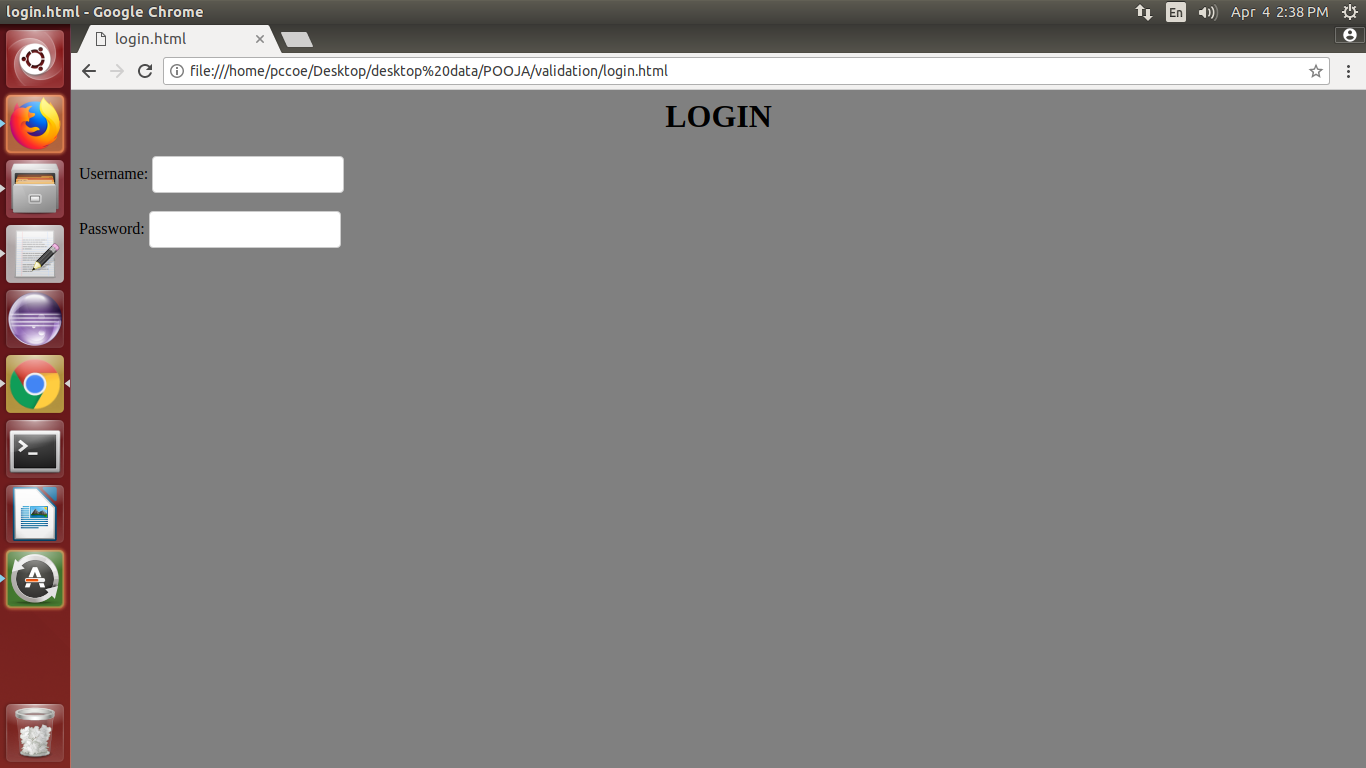 login.html - Google Chrome
En
Apr 4 2:38 PM
login.html
file:///home/pccoe/Desktop/desktop%20data/POOJA/validation/login.html
LOGIN
Username:
Password:
>_
A